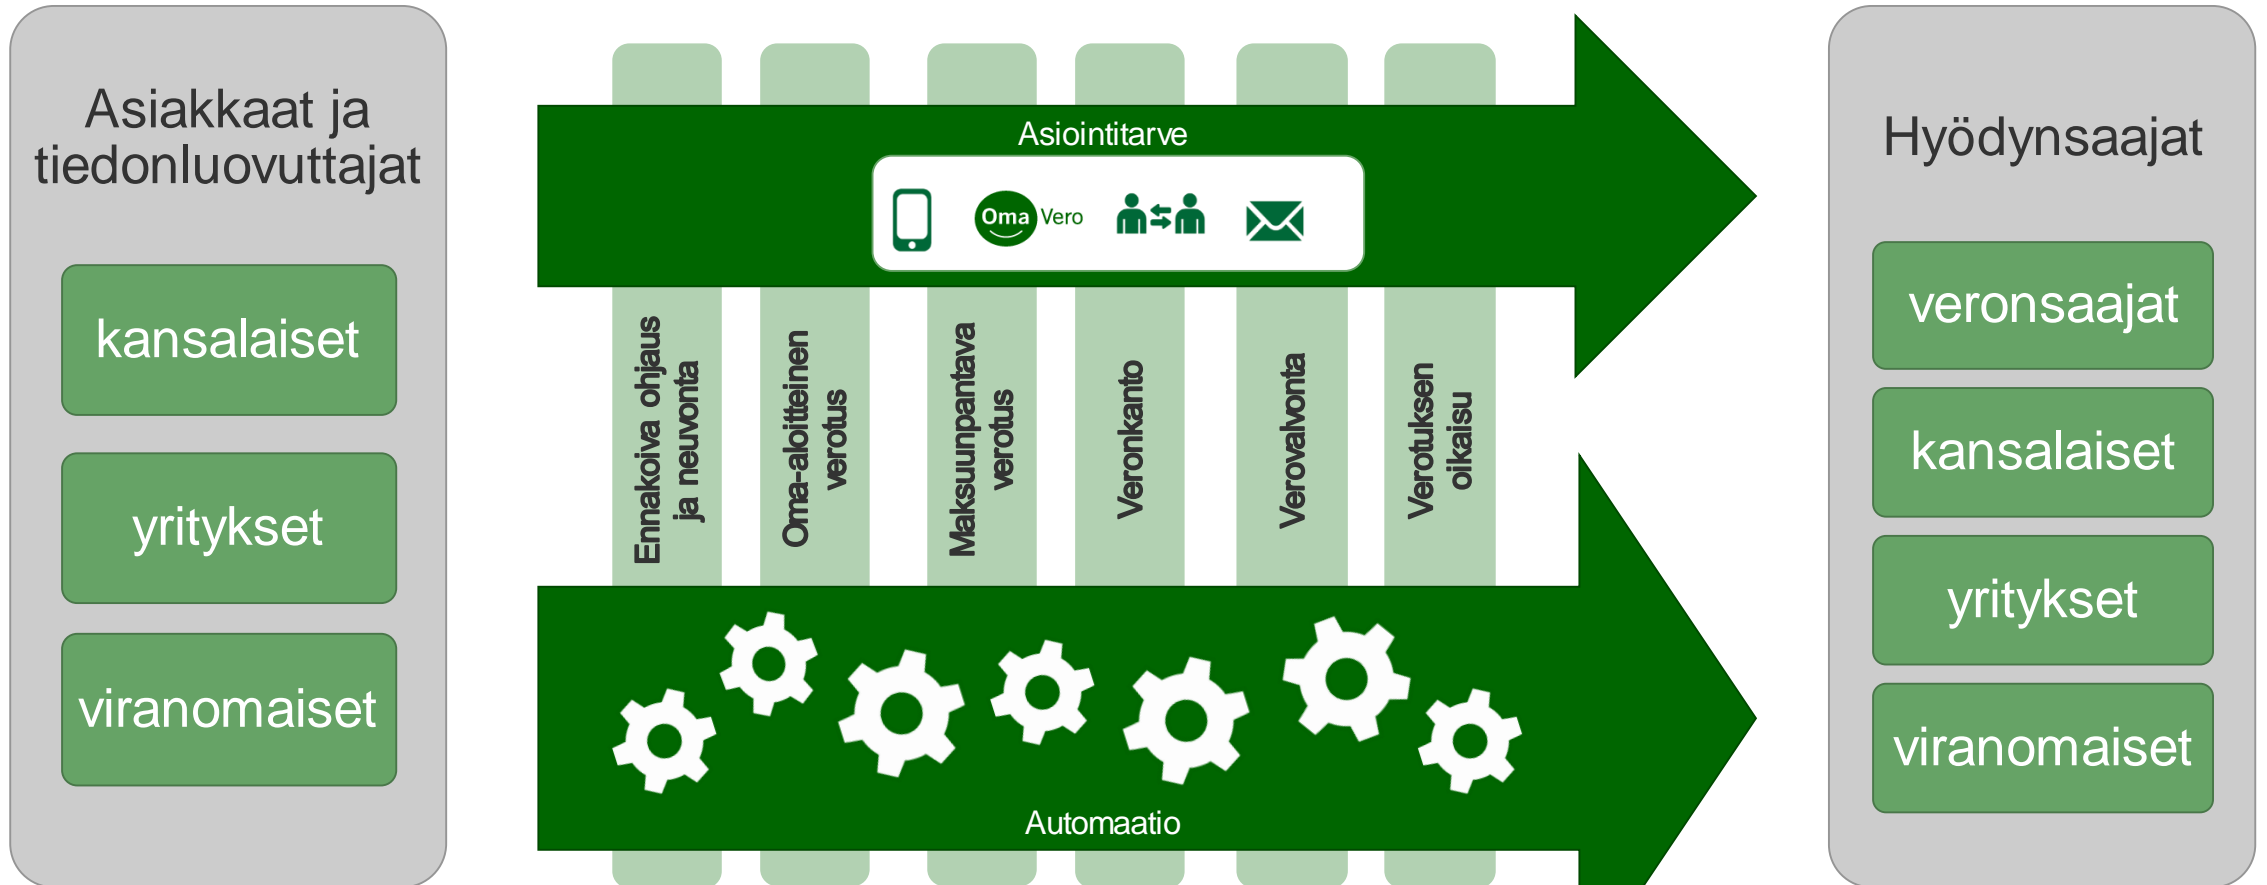 Asiakkaat ja
tiedonluovuttajat
kansalaiset
yritykset
viranomaiset
Asiointitarve
Oma Vero
Ennakoiva ohjaus
ja neuvonta
Oma-aloitteinen
verotus
Maksuunpantava
verotus
Veronkanto
Verovalvonta
Verotuksen
oikaisu
Automaatio
Hyödynsaajat
veronsaajat
kansalaiset
yritykset
viranomaiset